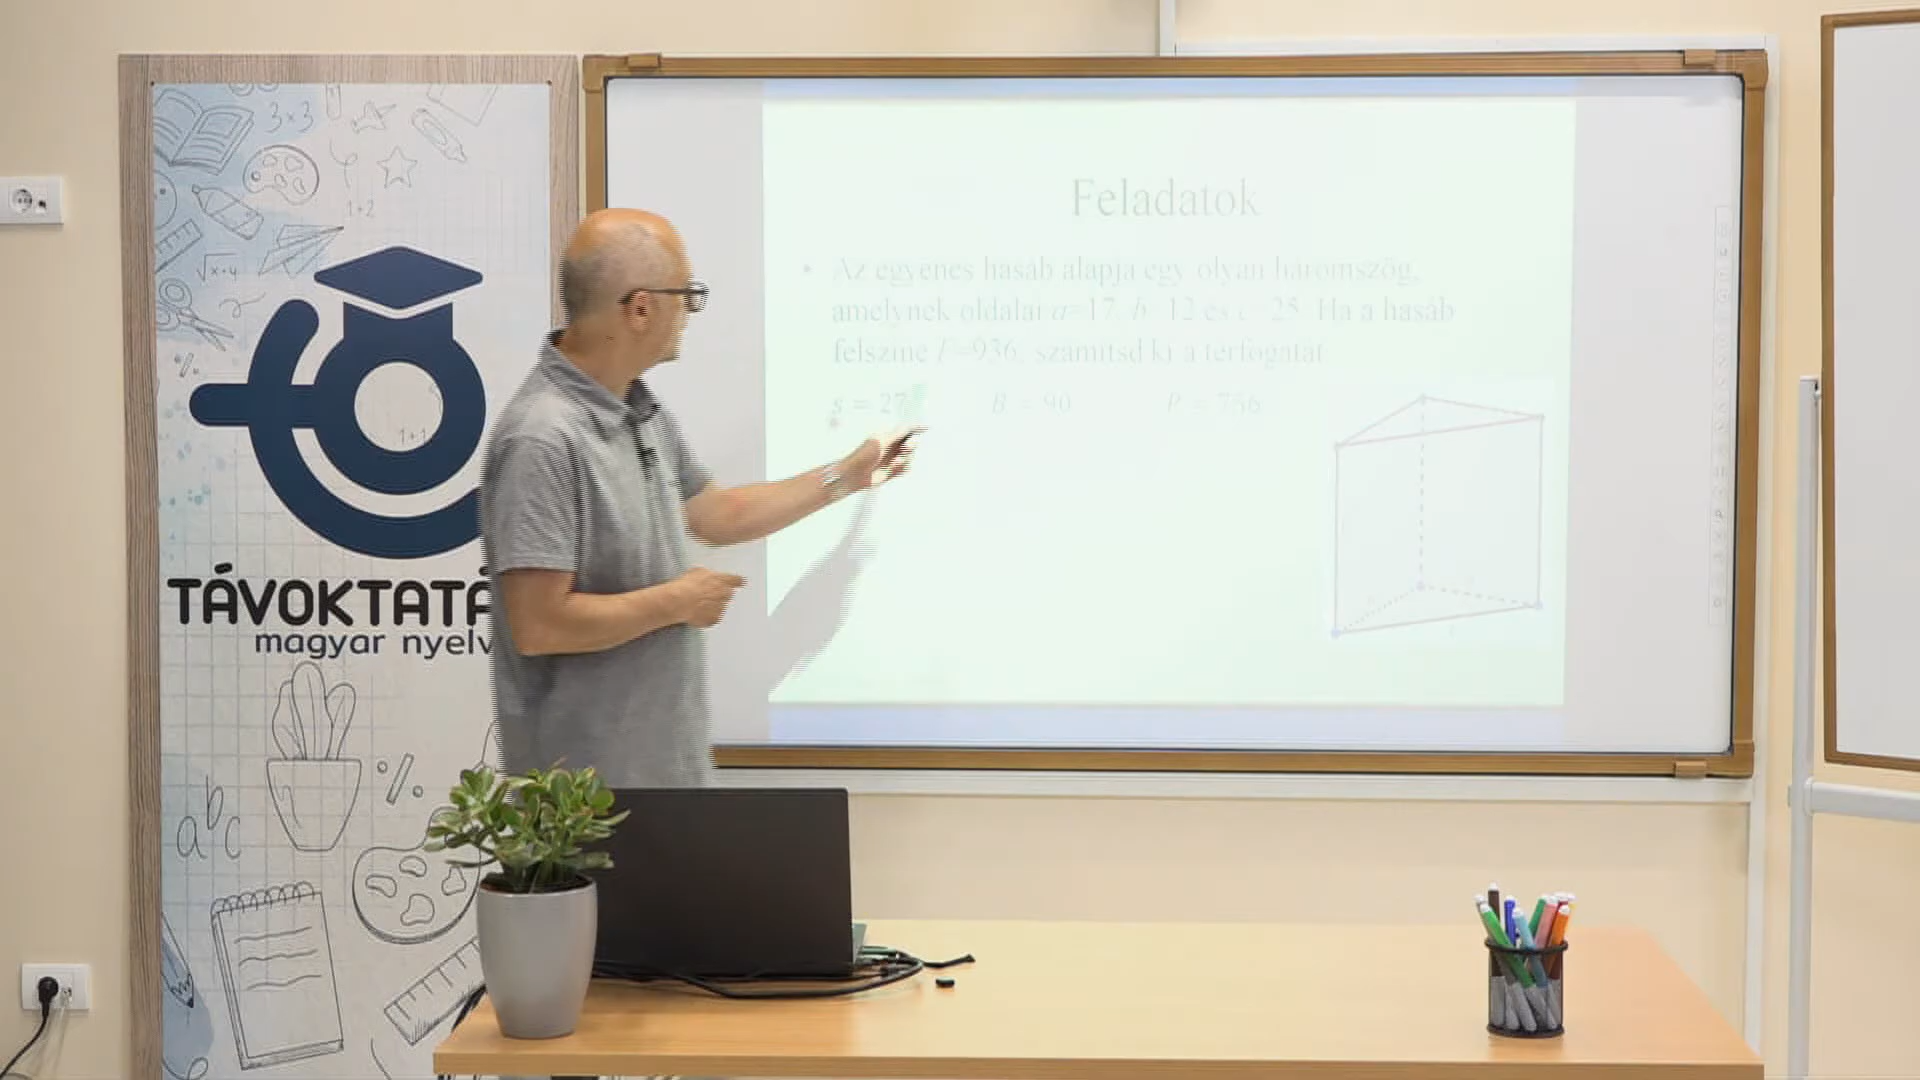 3×3
1+2
√x+y
%
1+1
TÁVOKTATÁ
magyar nyelv
%
a b c
Feladatok
• Az egyenes hasáb alapja egy olyan háromszög,
amelynek oldalai a=17, b=12 és c=25. Ha a hasáb
felszíne F=936, számítsd ki a térfogatát
s = 27 B = 90 P = 756